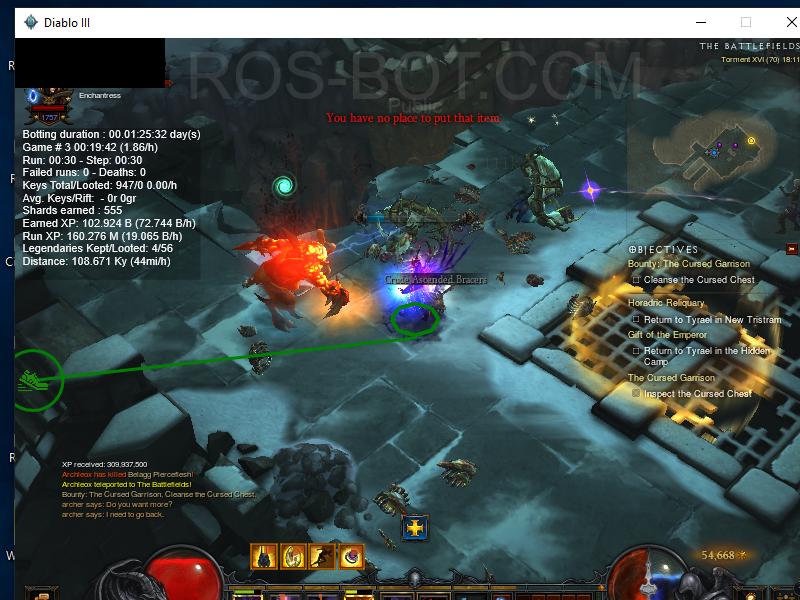 Diablo III
THE BATTLEFIELDS
Torment XVI (70) 18:11
ROS-BOT.COM
Public
Enchantress
1757
You have no place to put that item.
Botting duration : 00.01:25:32 day(s)
Game # 3 00:19:42 (1.86/h)
Run: 00:30 - Step: 00:30
Failed runs: 0 - Deaths: 0
Keys Total/Looted: 947/0 0.00/h
Avg. Keys/Rift: - 0r 0gr
Shards earned : 555
Earned XP: 102.924 B (72.744 B/h)
Run XP: 160.276 M (19.065 B/h)
Legendaries Kept/Looted: 4/56
Distance: 108.671 Ky (44mi/h)
Crude Ascended Bracers
OBJECTIVES
Bounty: The Cursed Garrison
Cleanse the Cursed Chest
Horadric Reliquary
Return to Tyrael in New Tristram
Gift of the Emperor
Return to Tyrael in the Hidden
Camp
The Cursed Garrison
Inspect the Cursed Chest
XP received: 309,937,500
Archleox has killed Belagg Pierceflesh!
Archleox teleported to The Battlefields!
Bounty: The Cursed Garrison, Cleanse the Cursed Chest.
archer says: Do you want more?
archer says: I need to go back.
54,668